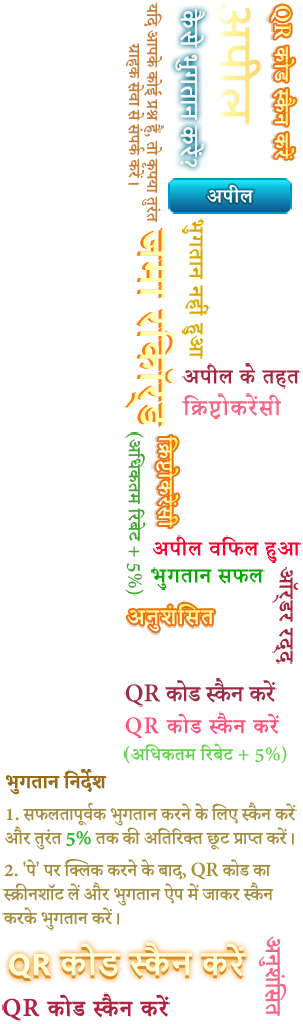 QR कोड स्कैन करें
अपील
कैसे भुगतान करें?
यदि आपके कोई प्रश्न हैं, तो कृपया तुरंत
ग्राहक सेवा से संपर्क करें।
अपील
भुगतान नहीं हुआ
जमा रिकॉर्ड
अपील के तहत
क्रिप्टोकरेंसी
क्रिप्टोकरेंसी
(अधिकतम रिबेट + 5%)
अपील विफल हुआ
भुगतान सफल
ऑर्डर रद्द
अनुशंसित
QR कोड स्कैन करें
QR कोड स्कैन करें
(अधिकतम रिबेट + 5%)
भुगतान निर्देश
1. सफलतापूर्वक भुगतान करने के लिए स्कैन करें
और तुरंत 5% तक की अतिरिक्त छूट प्राप्त करें।
2. 'पे' पर क्लिक करने के बाद, QR कोड का
स्क्रीनशॉट लें और भुगतान ऐप में जाकर स्कैन
करके भुगतान करें।
QR कोड स्कैन करें
अनुशंसित
QR कोड स्कैन करें